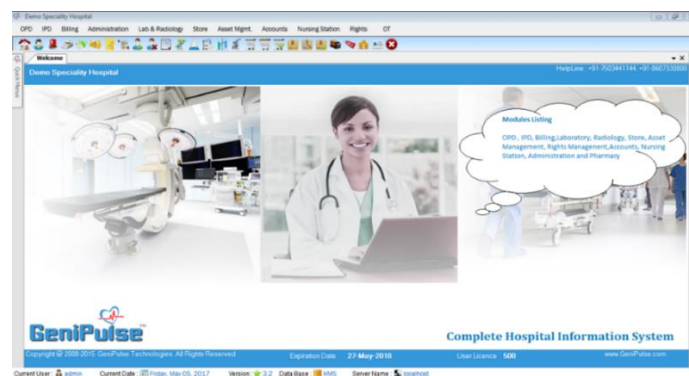 Demo Speciality Hospital
OPD IPD Billing Administration Lab & Radiology Store Asset Mgmt. Accounts Nursing Station Rights OT
Welcome
Quick Menus
Demo Speciality Hospital
HelpLine : +91-7503441144, +91-8607330800
Modules Listing
OPD , IPD, Billing,Laboratory, Radiology, Store, Asset
Management, Rights Management,Accounts, Nursing
Station, Administration and Pharmacy
GeniPulse
Complete Hospital Information System
Copyright @ 2008-2015 GeniPulse Technologies. All Rights Reserved
Expiration Date 27-May-2018
User Licence 500
www.GeniPulse.com
Current User : admin Current Date : Friday, May 05, 2017 Version : 3.2 Data Base : HMS Server Name : localhost